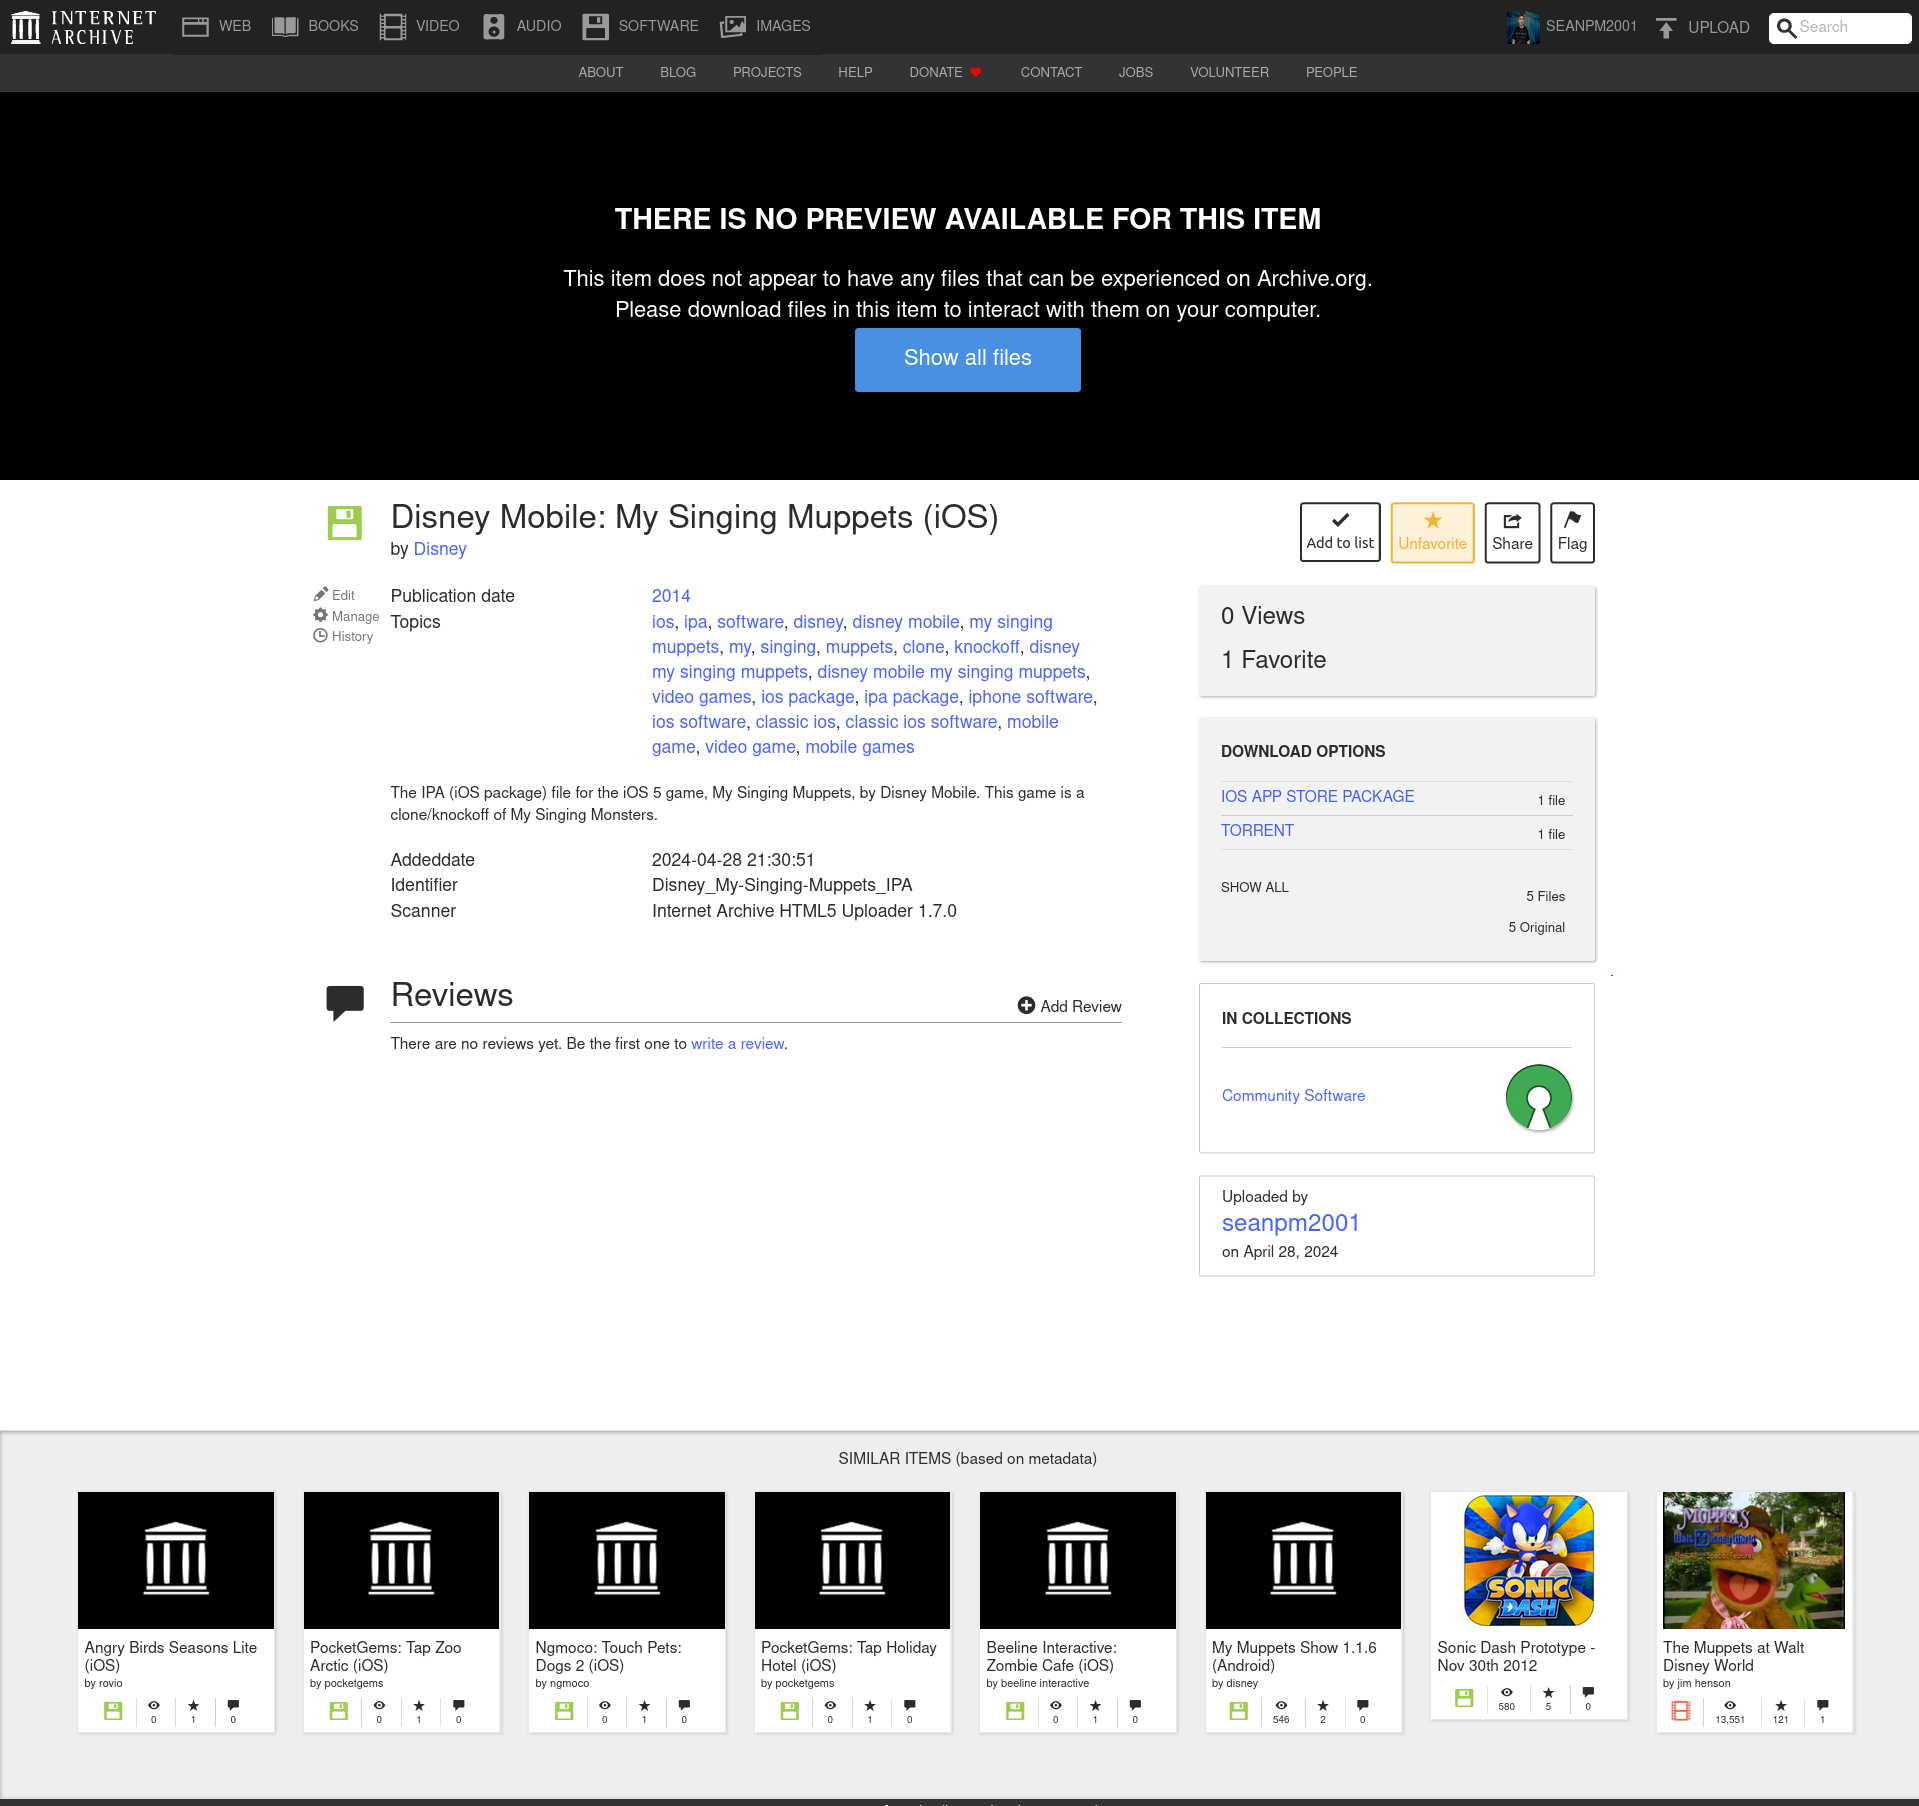 INTERNET ARCHIVE
WEB BOOKS VIDEO AUDIO SOFTWARE IMAGES
SEANPM2001 UPLOAD Search
ABOUT BLOG PROJECTS HELP DONATE CONTACT JOBS VOLUNTEER PEOPLE
THERE IS NO PREVIEW AVAILABLE FOR THIS ITEM
This item does not appear to have any files that can be experienced on Archive.org.
Please download files in this item to interact with them on your computer.
Show all files
Disney Mobile: My Singing Muppets (iOS)
by Disney
Add to list Unfavorite Share Flag
Edit
Manage
History
Publication date 2014
Topics ios, ipa, software, disney, disney mobile, my singing
muppets, my, singing, muppets, clone, knockoff, disney
my singing muppets, disney mobile my singing muppets,
video games, ios package, ipa package, iphone software,
ios software, classic ios, classic ios software, mobile
game, video game, mobile games
The IPA (iOS package) file for the iOS 5 game, My Singing Muppets, by Disney Mobile. This game is a
clone/knockoff of My Singing Monsters.
Addeddate 2024-04-28 21:30:51
Identifier Disney_My-Singing-Muppets_IPA
Scanner Internet Archive HTML5 Uploader 1.7.0
Reviews
Add Review
There are no reviews yet. Be the first one to write a review.
0 Views
1 Favorite
DOWNLOAD OPTIONS
IOS APP STORE PACKAGE 1 file
TORRENT 1 file
SHOW ALL 5 Files
5 Original
IN COLLECTIONS
Community Software
Uploaded by
seanpm2001
on April 28, 2024
SIMILAR ITEMS (based on metadata)
Angry Birds Seasons Lite
(iOS)
by rovio
0 1 0
PocketGems: Tap Zoo
Arctic (iOS)
by pocketgems
0 1 0
Ngmoco: Touch Pets:
Dogs 2 (iOS)
by ngmoco
0 1 0
PocketGems: Tap Holiday
Hotel (iOS)
by pocketgems
0 1 0
Beeline Interactive:
Zombie Cafe (iOS)
by beeline interactive
0 1 0
My Muppets Show 1.1.6
(Android)
by disney
546 2 0
SONIC
DASH
Sonic Dash Prototype -
Nov 30th 2012
580 5 0
MUPPETS
at
Walt Disney World
Special Features
The Muppets at Walt
Disney World
by jim henson
13,551 121 1